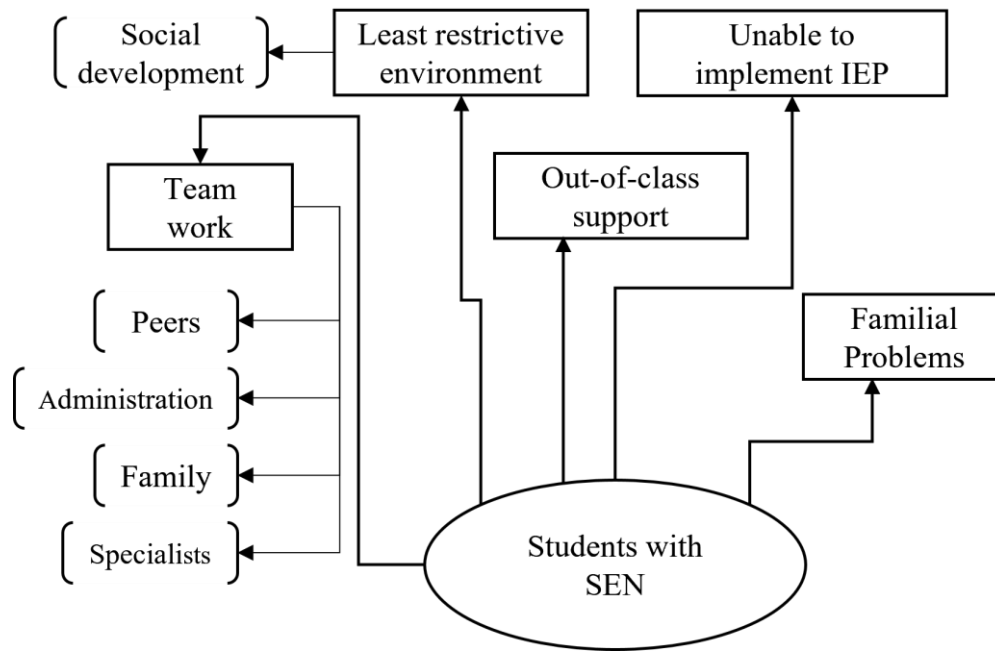 Social
development
Least restrictive
environment
Unable to
implement IEP
Team
work
Out-of-class
support
Peers
Administration
Family
Specialists
Familial
Problems
Students with
SEN